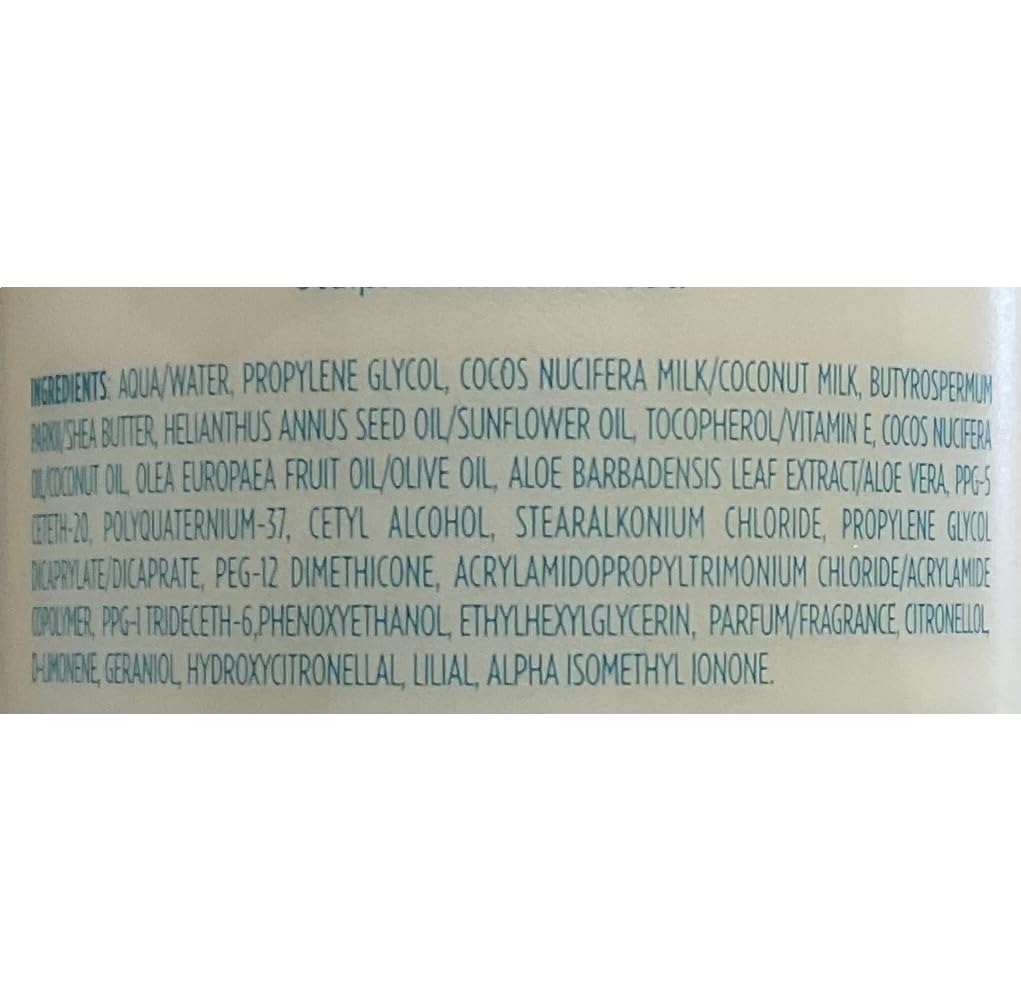 INGREDIENTS: AQUA/WATER, PROPYLENE GLYCOL, COCOS NUCIFERA MILK/COCONUT MILK, BUTYROSPERMUM
PARKII/SHEA BUTTER, HELIANTHUS ANNUS SEED OIL/SUNFLOWER OIL, TOCOPHEROL/VITAMIN E, COCOS NUCIFERA
OIL/COCONUT OIL, OLEA EUROPAEA FRUIT OIL/OLIVE OIL, ALOE BARBADENSIS LEAF EXTRACT/ALOE VERA, PPG-5
CETETH-20, POLYQUATERNIUM-37, CETYL ALCOHOL, STEARALKONIUM CHLORIDE, PROPYLENE GLYCOL
DICAPRYLATE/DICAPRATE, PEG-12 DIMETHICONE, ACRYLAMIDOPROPYLTRIMONIUM CHLORIDE/ACRYLAMIDE
COPOLYMER, PPG-1 TRIDECETH-6,PHENOXYETHANOL, ETHYLHEXYLGLYCERIN, PARFUM/FRAGRANCE, CITRONELLOL,
D-LIMONENE, GERANIOL, HYDROXYCITRONELLAL, LILIAL, ALPHA ISOMETHYL IONONE.